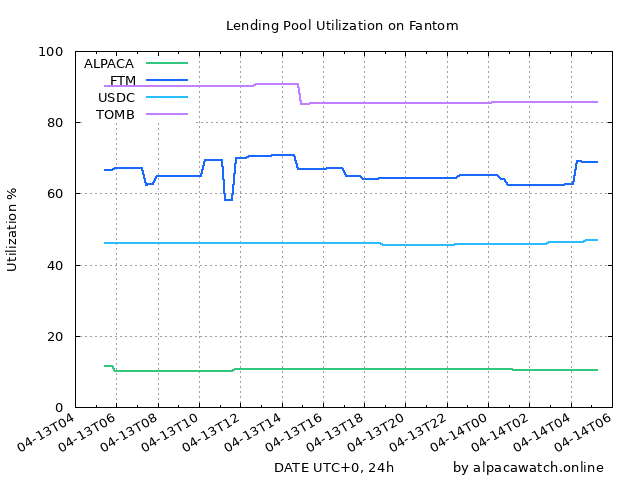 Lending Pool Utilization on Fantom
Utilization %
100
80
60
40
20
0
ALPACA
FTM
USDC
TOMB
04-13T04
04-13T06
04-13T08
04-13T10
04-13T12
04-13T14
04-13T16
04-13T18
04-13T20
04-13T22
04-14T00
04-14T02
04-14T04
04-14T06
DATE UTC+0, 24h
by alpacawatch.online